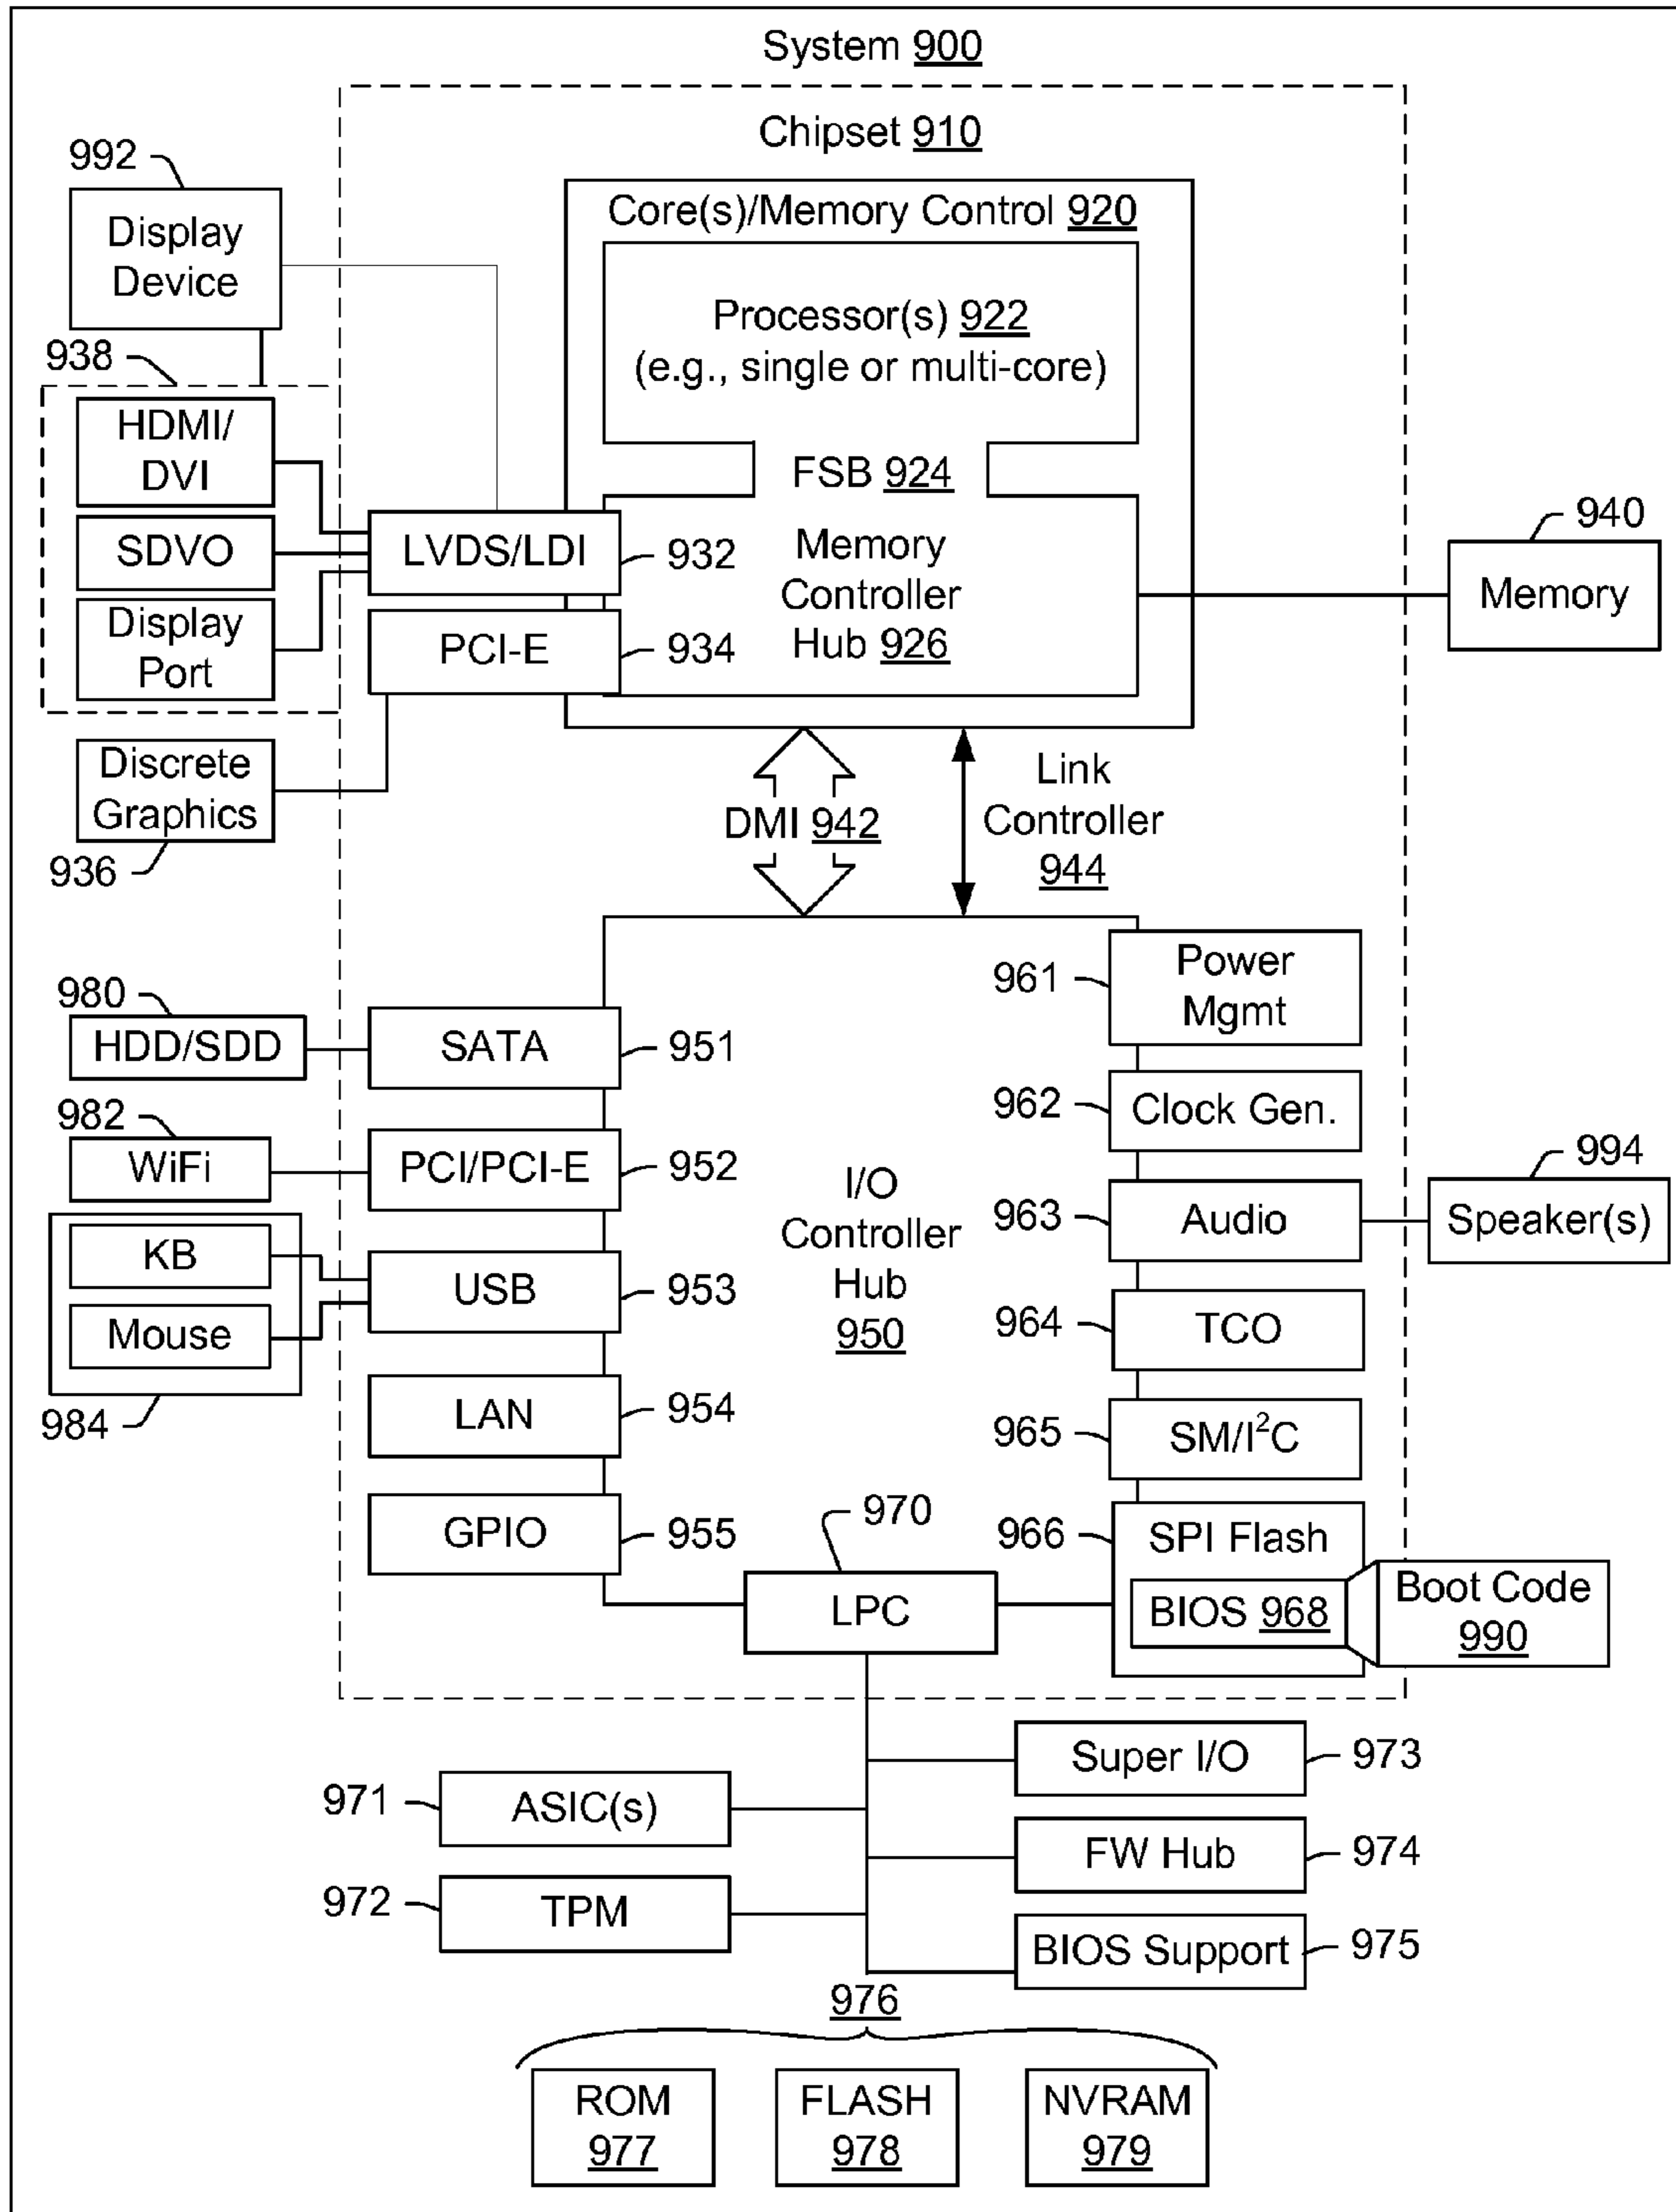 System 900
Chipset 910
992
Display
Device
Core(s)/Memory Control 920
Processor(s) 922
(e.g., single or multi-core)
938
HDMI/
DVI
SDVO
Display
Port
FSB 924
LVDS/LDI
932
PCI-E
934
Memory
Controller
Hub 926
940
Memory
Discrete
Graphics
936
DMI 942
Link
Controller
944
980
HDD/SDD
SATA
951
982
WiFi
PCI/PCI-E
952
KB
Mouse
984
USB
953
LAN
954
GPIO
955
I/O
Controller
Hub
950
961
Power
Mgmt
962
Clock Gen.
963
Audio
994
Speaker(s)
964
TCO
965
SM/I²C
966
SPI Flash
BIOS 968
Boot Code
990
970
LPC
971
ASIC(s)
972
TPM
Super I/O
973
FW Hub
974
BIOS Support
975
976
ROM
977
FLASH
978
NVRAM
979